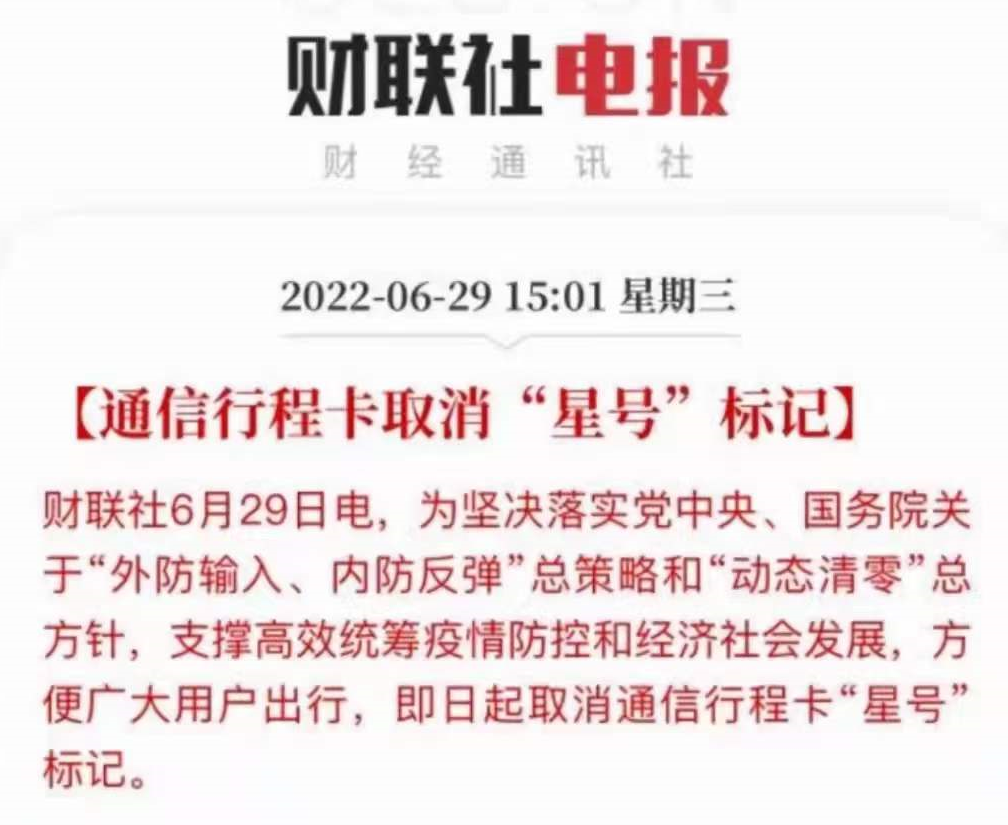 财联社电报
财经通讯社
2022-06-29 15:01 星期三
【通信行程卡取消“星号”标记】
财联社6月29日电，为坚决落实党中央、国务院关
于“外防输入、内防反弹”总策略和“动态清零”总
方针，支撑高效统筹疫情防控和经济社会发展，方
便广大用户出行，即日起取消通信行程卡“星号”
标记。